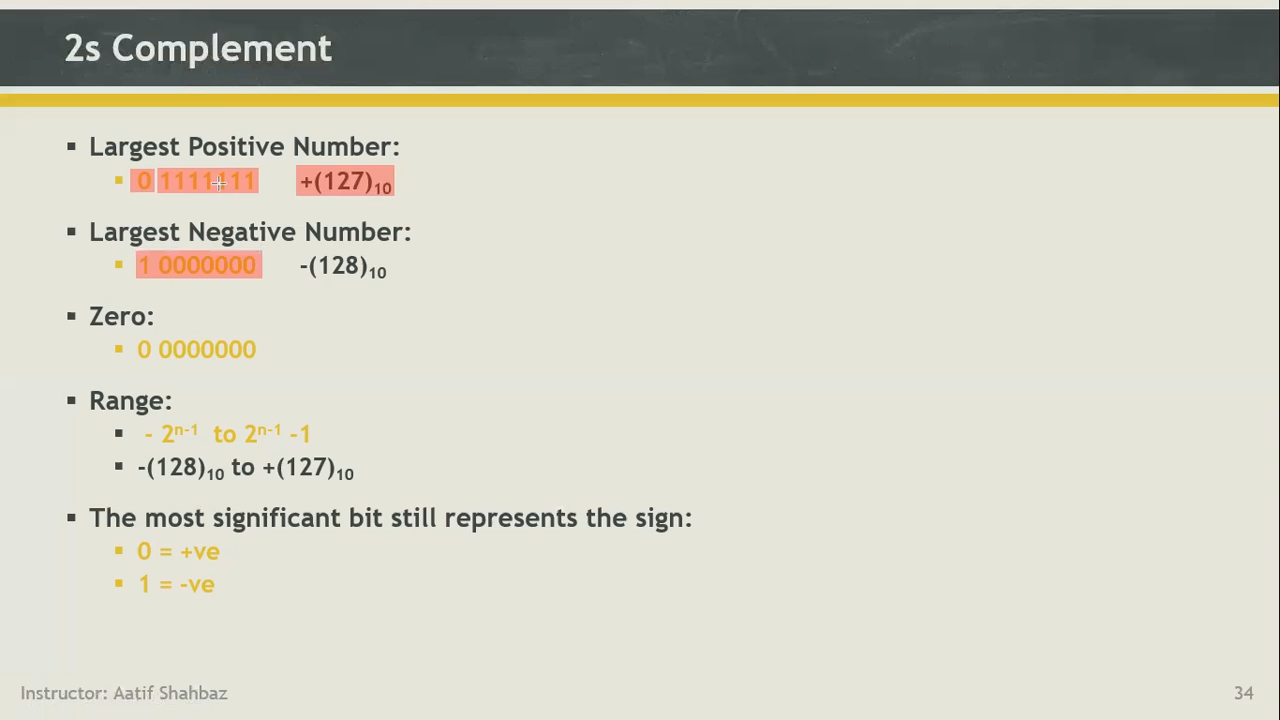 2s Complement
▪ Largest Positive Number:
▪ 0 1111111 +(127)₁₀
▪ Largest Negative Number:
▪ 1 0000000 -(128)₁₀
▪ Zero:
▪ 0 0000000
▪ Range:
▪ - 2ⁿ⁻¹ to 2ⁿ⁻¹ -1
▪ -(128)₁₀ to +(127)₁₀
▪ The most significant bit still represents the sign:
▪ 0 = +ve
▪ 1 = -ve
Instructor: Aatif Shahbaz 34